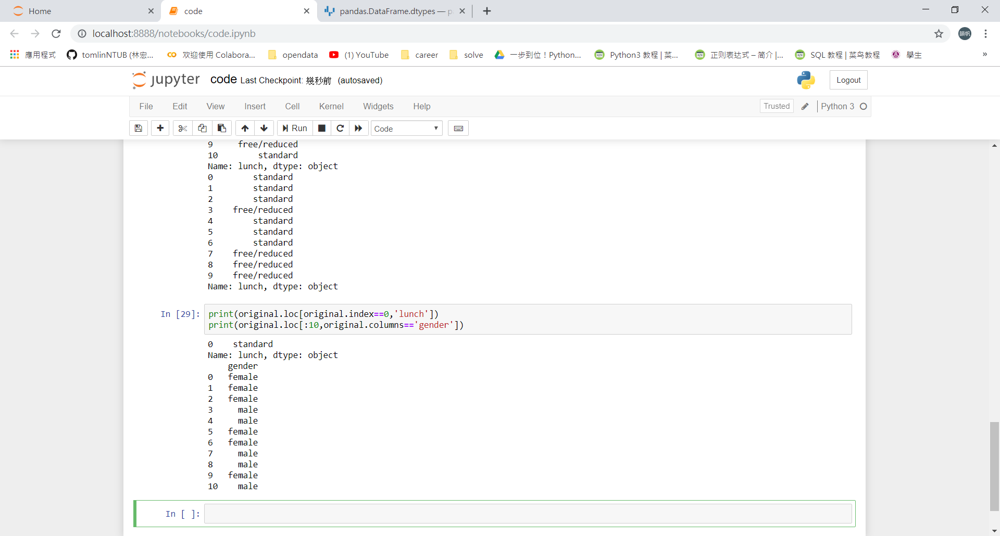 Home
code
pandas.DataFrame.dtypes — p
localhost:8888/notebooks/code.ipynb
韻帆
應用程式
tomlinNTUB (林宏...
欢迎使用 Colabora...
opendata
(1) YouTube
career
solve
一步到位！Python...
Python3 教程 | 菜...
正则表达式 – 简介 |...
SQL 教程 | 菜鸟教程
學生
»
jupyter code Last Checkpoint: 幾秒前 (autosaved)
Logout
File Edit View Insert Cell Kernel Widgets Help
Trusted
Python 3
Run
Code
9     free/reduced
10        standard
Name: lunch, dtype: object
0        standard
1        standard
2        standard
3    free/reduced
4        standard
5        standard
6        standard
7    free/reduced
8    free/reduced
9    free/reduced
Name: lunch, dtype: object
In [29]: print(original.loc[original.index==0,'lunch'])
print(original.loc[:10,original.columns=='gender'])
0    standard
Name: lunch, dtype: object
    gender
0   female
1   female
2   female
3     male
4     male
5   female
6   female
7     male
8     male
9   female
10    male
In [ ]: